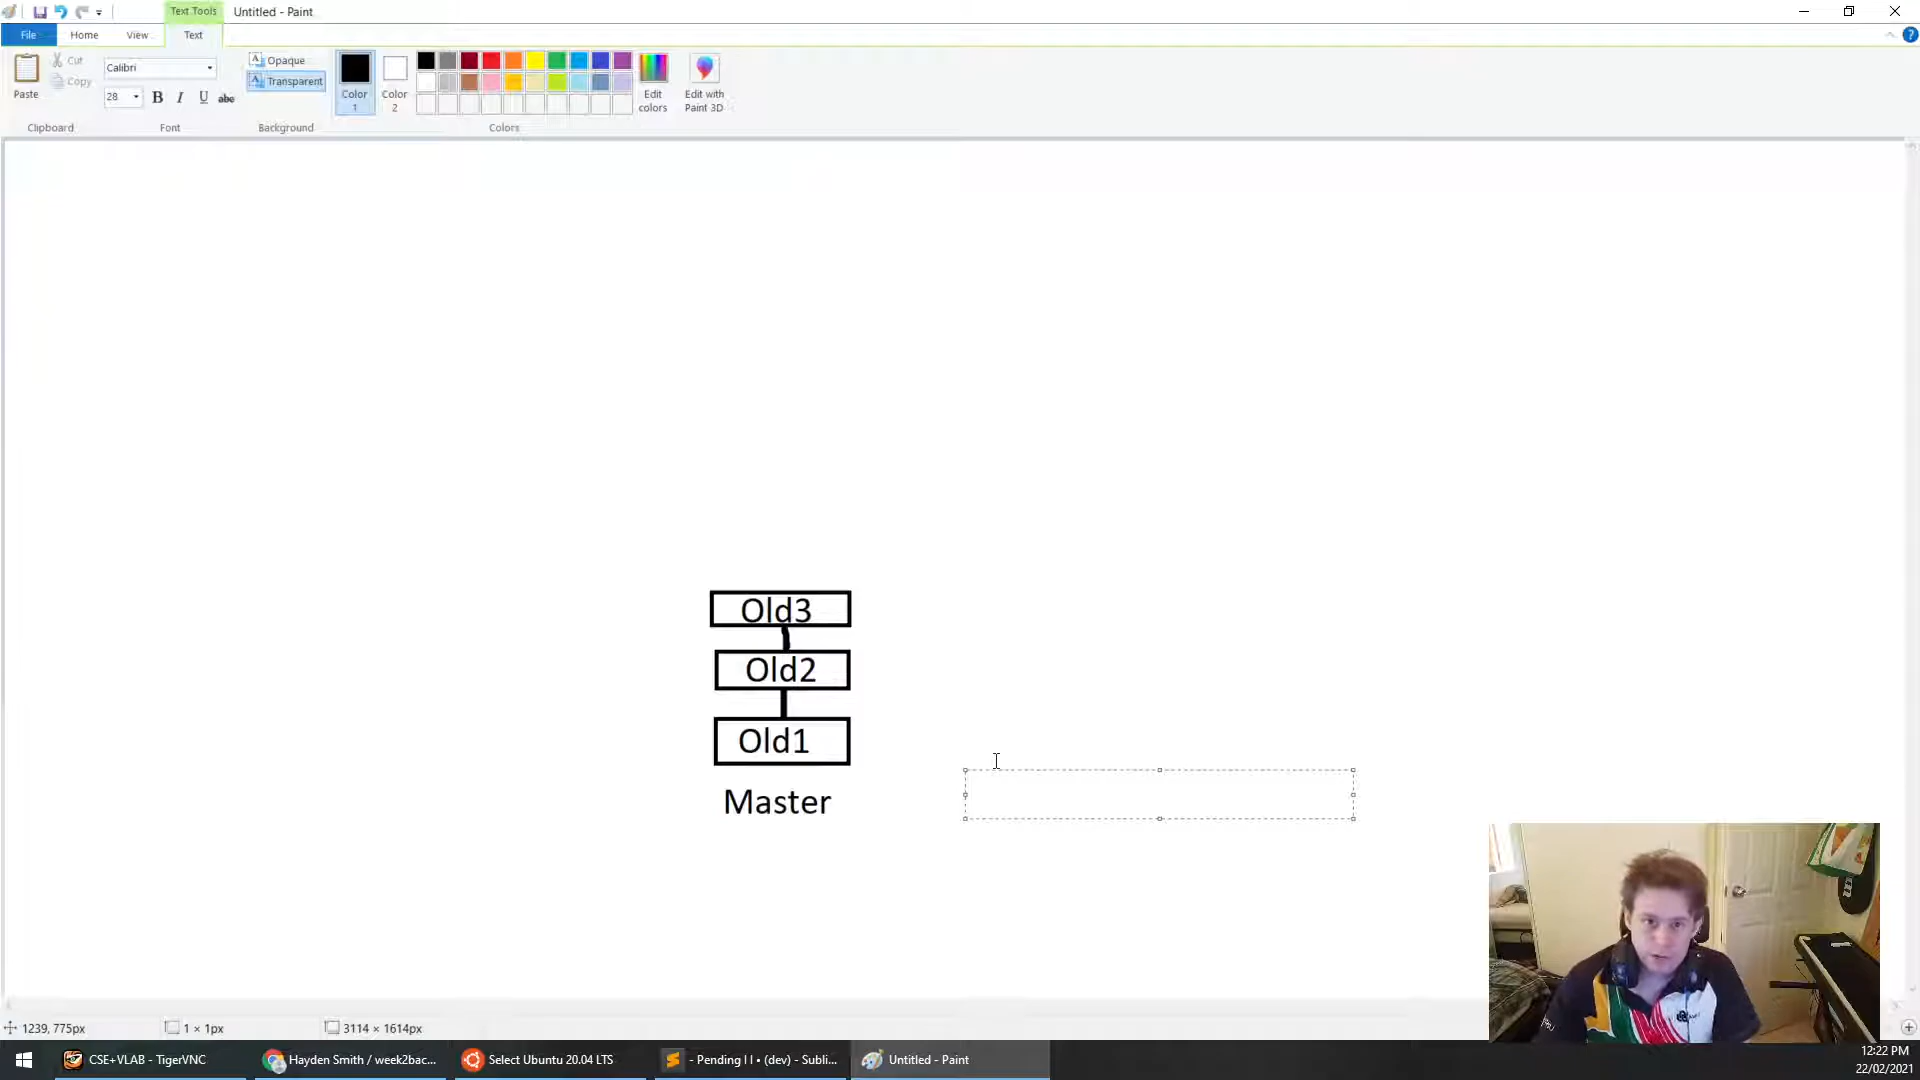 Text Tools Untitled - Paint
File Home View Text
Paste Cut Copy Calibri 28 B I U abc Opaque Transparent Color 1 Color 2 Edit colors Edit with Paint 3D
Clipboard Font Background Colors
Old3
Old2
Old1
Master
1239, 775px 1 × 1px 3114 × 1614px
CSE+VLAB - TigerVNC Hayden Smith / week2bac... Select Ubuntu 20.04 LTS - Pending I I • (dev) - Subli... Untitled - Paint 12:22 PM
22/02/2021